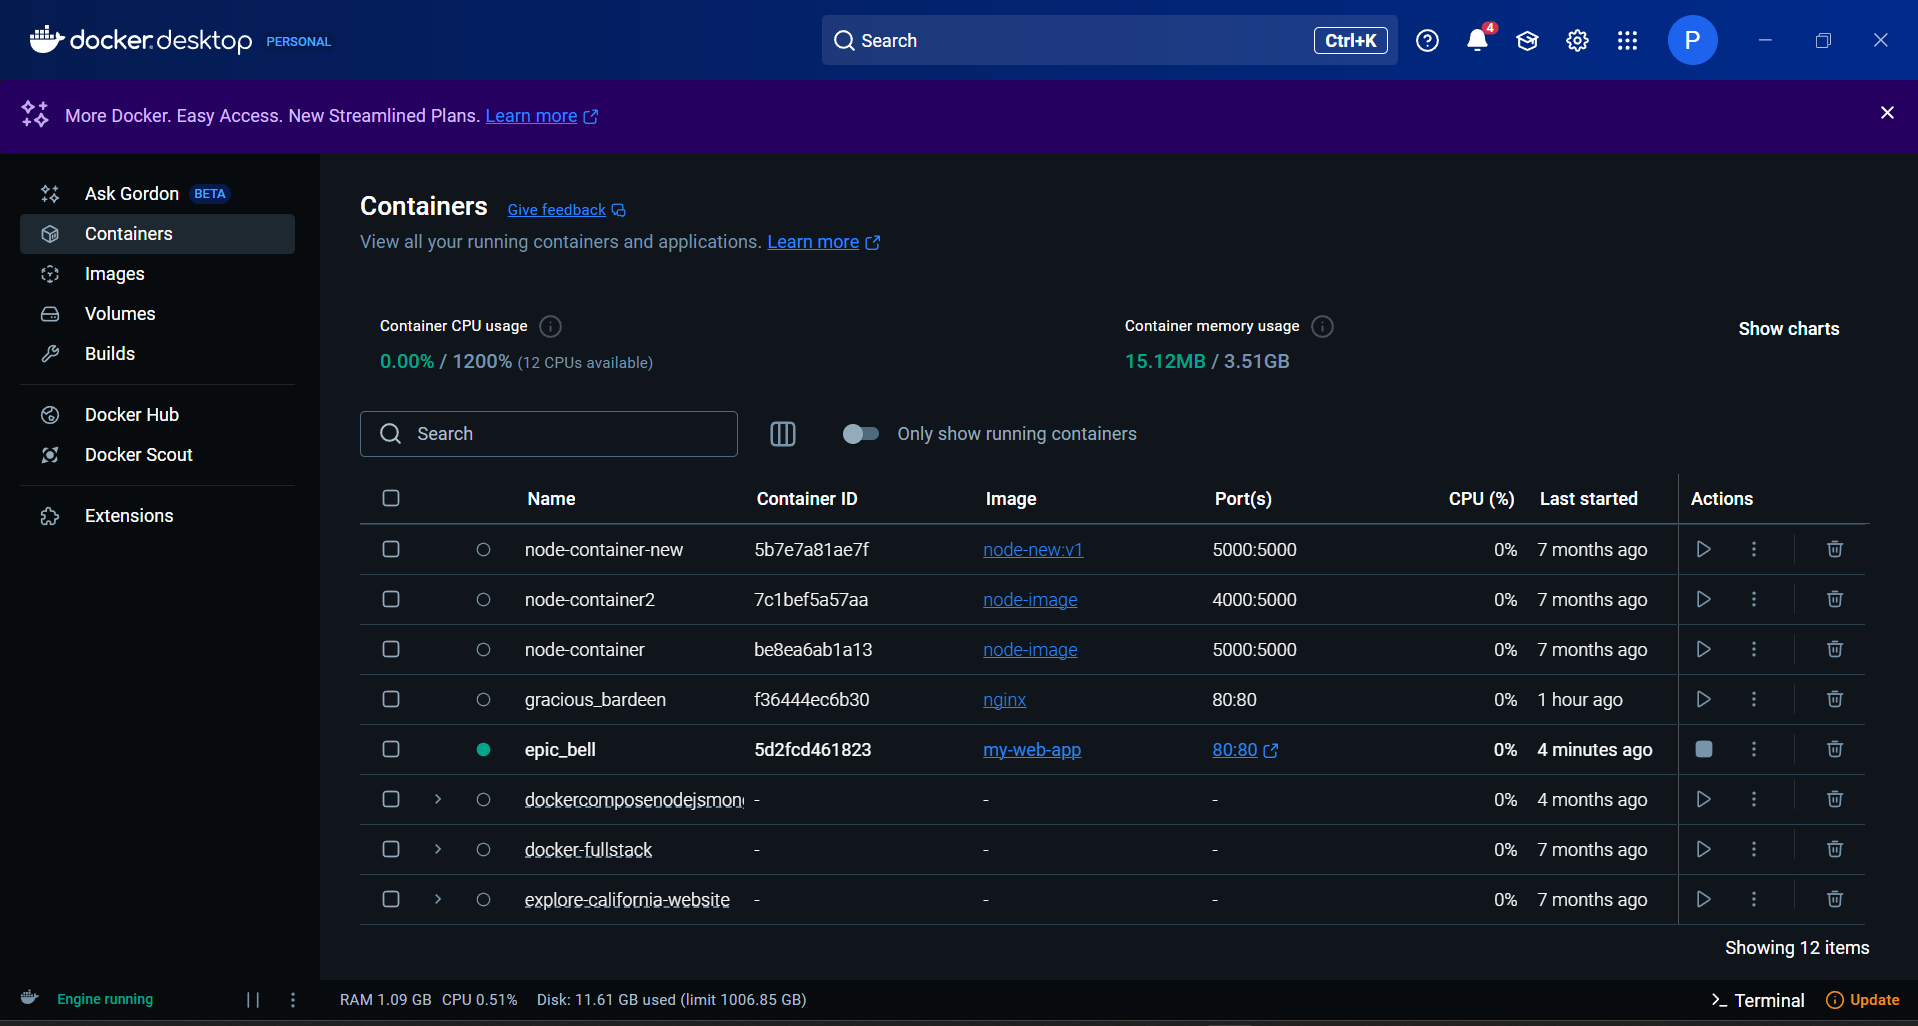 docker.desktop PERSONAL Search Ctrl+K 4 P
More Docker. Easy Access. New Streamlined Plans. Learn more
Ask Gordon BETA
Containers
Images
Volumes
Builds
Docker Hub
Docker Scout
Extensions
Containers Give feedback
View all your running containers and applications. Learn more
Container CPU usage Container memory usage Show charts
0.00% / 1200% (12 CPUs available) 15.12MB / 3.51GB
Search Only show running containers
Name Container ID Image Port(s) CPU (%) Last started Actions
node-container-new 5b7e7a81ae7f node-new:v1 5000:5000 0% 7 months ago
node-container2 7c1bef5a57aa node-image 4000:5000 0% 7 months ago
node-container be8ea6ab1a13 node-image 5000:5000 0% 7 months ago
gracious_bardeen f36444ec6b30 nginx 80:80 0% 1 hour ago
epic_bell 5d2fcd461823 my-web-app 80:80 0% 4 minutes ago
dockercomposenodejsmon - - - 0% 4 months ago
docker-fullstack - - - 0% 7 months ago
explore-california-website - - - 0% 7 months ago
Showing 12 items
Engine running RAM 1.09 GB CPU 0.51% Disk: 11.61 GB used (limit 1006.85 GB) >_ Terminal Update